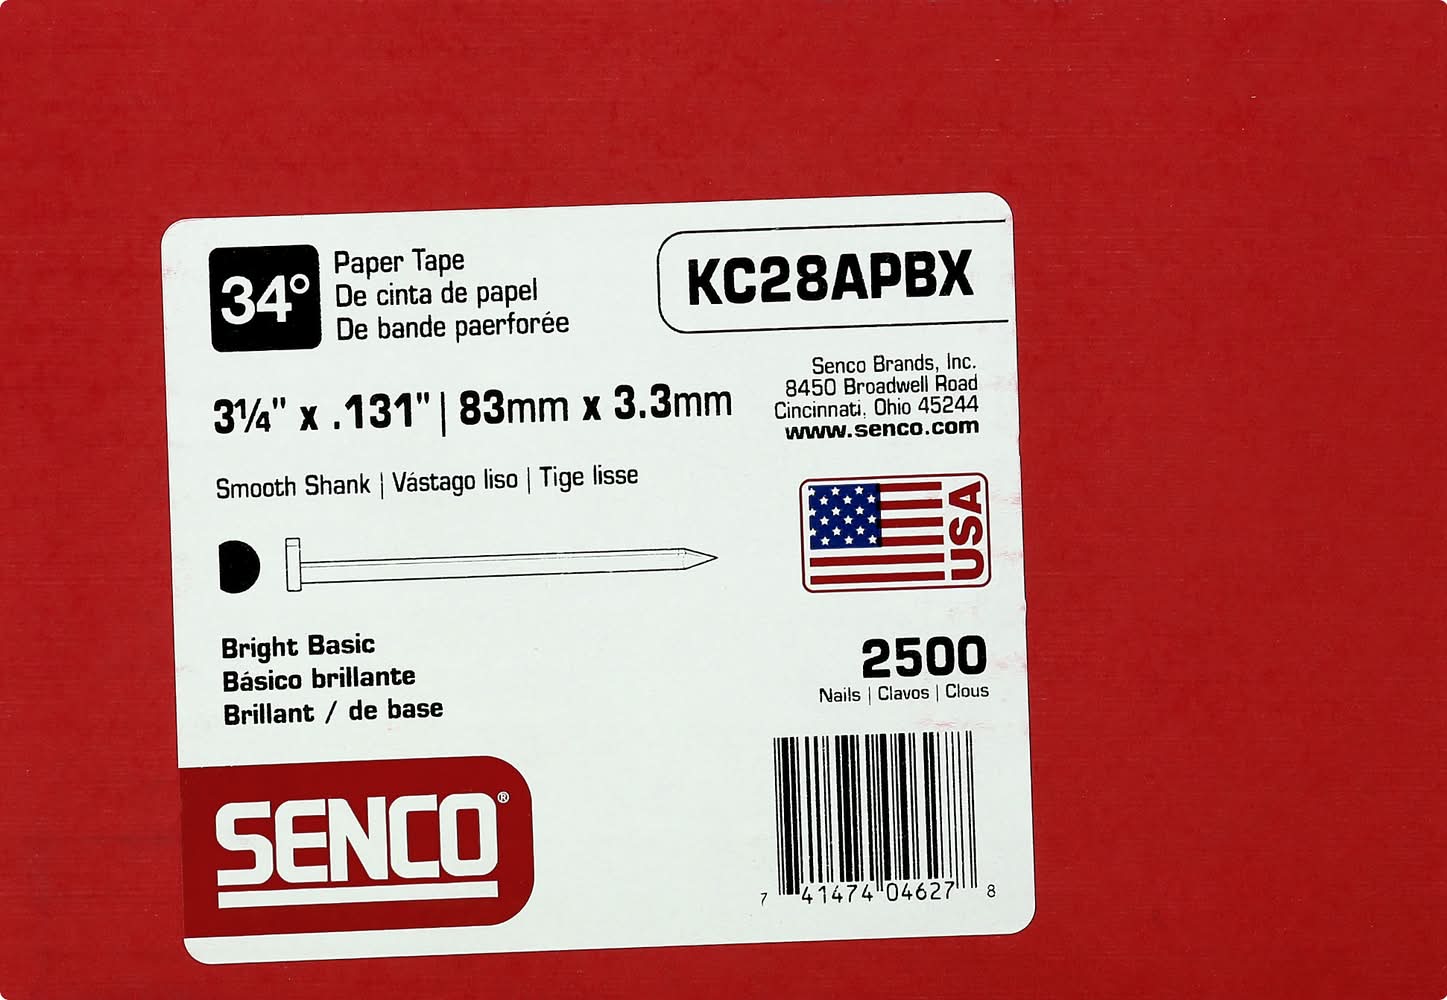 34°
Paper Tape
De cinta de papel
De bande paerforée
KC28APBX
Senco Brands, Inc.
8450 Broadwell Road
Cincinnati, Ohio 45244
www.senco.com
3¼" x .131" | 83mm x 3.3mm
Smooth Shank | Vástago liso | Tige lisse
USA
Bright Basic
Básico brillante
Brillant / de base
2500
Nails | Clavos | Clous
SENCO®
7 41474 04627 8